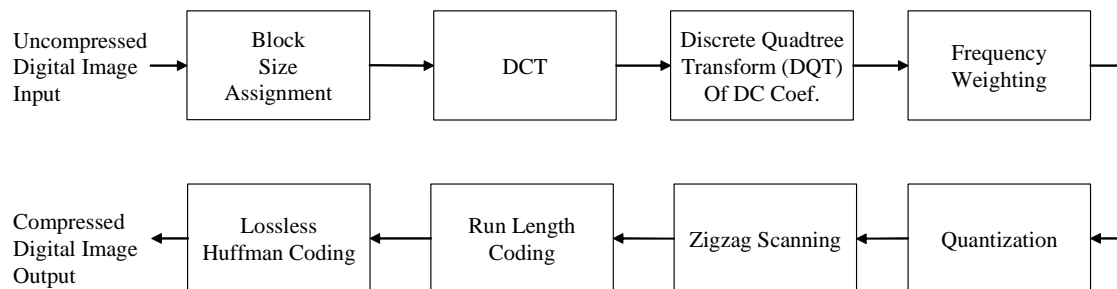 Uncompressed
Digital Image
Input
Block
Size
Assignment
DCT
Discrete Quadtree
Transform (DQT)
Of DC Coef.
Frequency
Weighting
Compressed
Digital Image
Output
Lossless
Huffman Coding
Run Length
Coding
Zigzag Scanning
Quantization